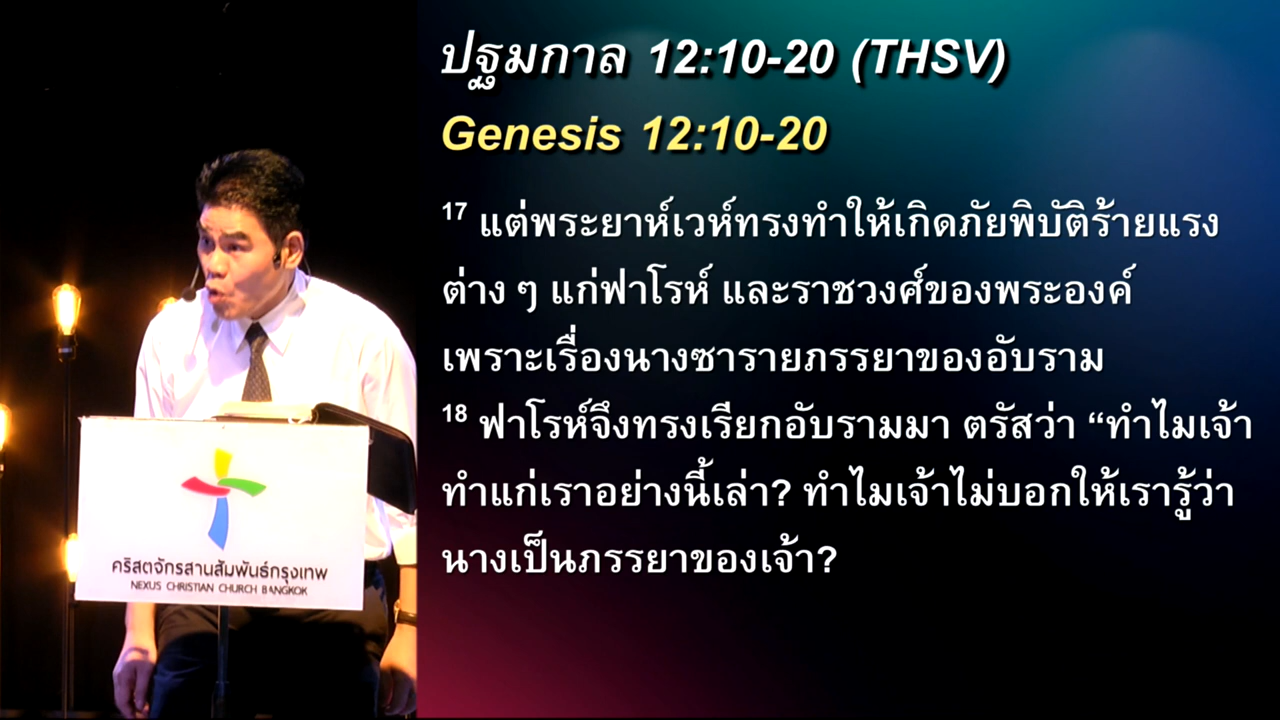 ปฐมกาล 12:10-20 (THSV)
Genesis 12:10-20
17 แต่พระยาห์เวห์ทรงทำให้เกิดภัยพิบัติร้ายแรง
ต่าง ๆ แก่ฟาโรห์ และราชวงศ์ของพระองค์
เพราะเรื่องนางซารายภรรยาของอับราม
18 ฟาโรห์จึงทรงเรียกอับรามมา ตรัสว่า “ทำไมเจ้า
ทำแก่เราอย่างนี้เล่า? ทำไมเจ้าไม่บอกให้เรารู้ว่า
นางเป็นภรรยาของเจ้า?
คริสตจักรสานสัมพันธ์กรุงเทพ
NEXUS CHRISTIAN CHURCH BANGKOK